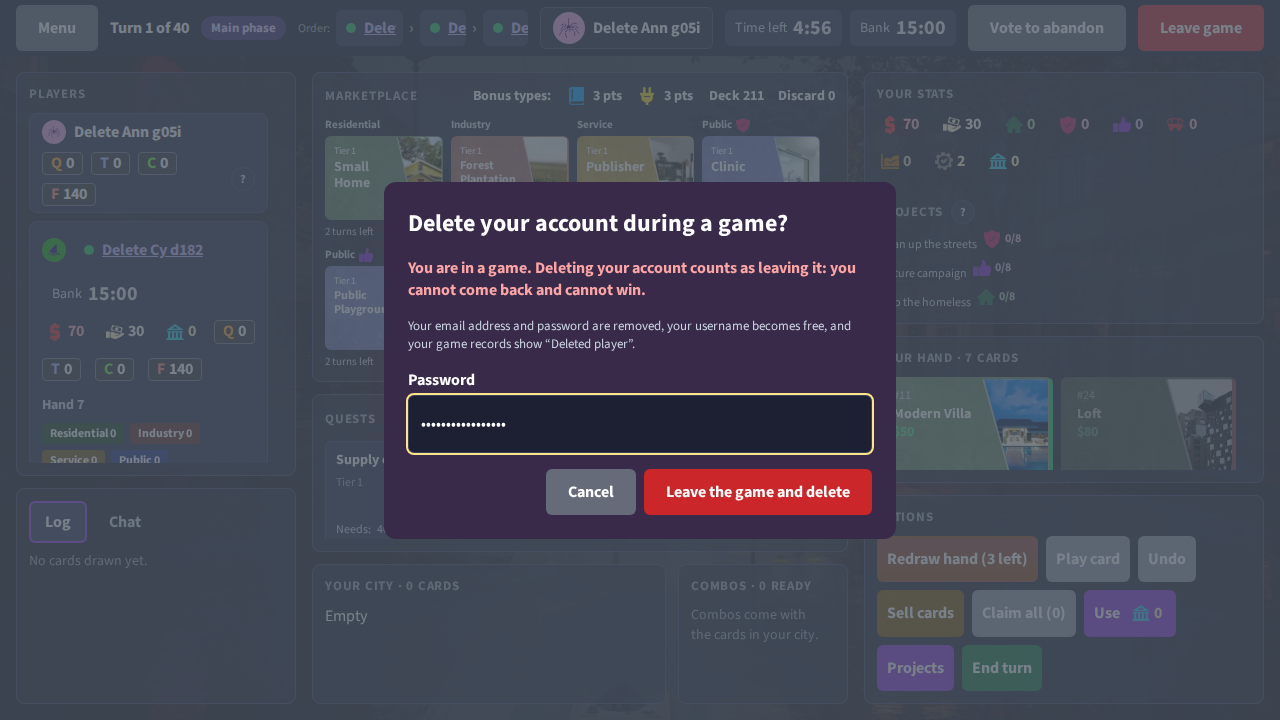 Menu
Turn 1 of 40
Main phase
Order:
Dele
›
De
›
De
Delete Ann g05i
Time left 4:56
Bank 15:00
Vote to abandon
Leave game
PLAYERS
Delete Ann g05i
Q 0
T 0
C 0
F 140
?
Delete Cy d182
Bank 15:00
70
30
0
Q 0
T 0
C 0
F 140
Hand 7
Residential 0
Industry 0
Service 0
Public 0
Log
Chat
No cards drawn yet.
MARKETPLACE
Bonus types:
3 pts
3 pts
Deck 211
Discard 0
Residential
Industry
Service
Public
Tier 1
Small
Home
Tier 1
Forest
Plantation
Tier 1
Publisher
Tier 1
Clinic
2 turns left
Public
Tier 1
Public
2 turns left
QUESTS
Supply
Tier 1
Needs:
Delete your account during a game?
You are in a game. Deleting your account counts as leaving it: you
cannot come back and cannot win.
Your email address and password are removed, your username becomes free, and
your game records show “Deleted player”.
Password
•••••••••••••••••
Cancel
Leave the game and delete
YOUR CITY · 0 CARDS
Empty
COMBOS · 0 READY
Combos come with
the cards in your city.
YOUR STATS
70
30
0
0
0
0
0
2
0
?
up the streets
0/8
campaign
0/8
the homeless
0/8
HAND · 7 CARDS
#11
Modern Villa
$50
#24
Loft
$80
Redraw hand (3 left)
Play card
Undo
Sell cards
Claim all (0)
Use 0
Projects
End turn